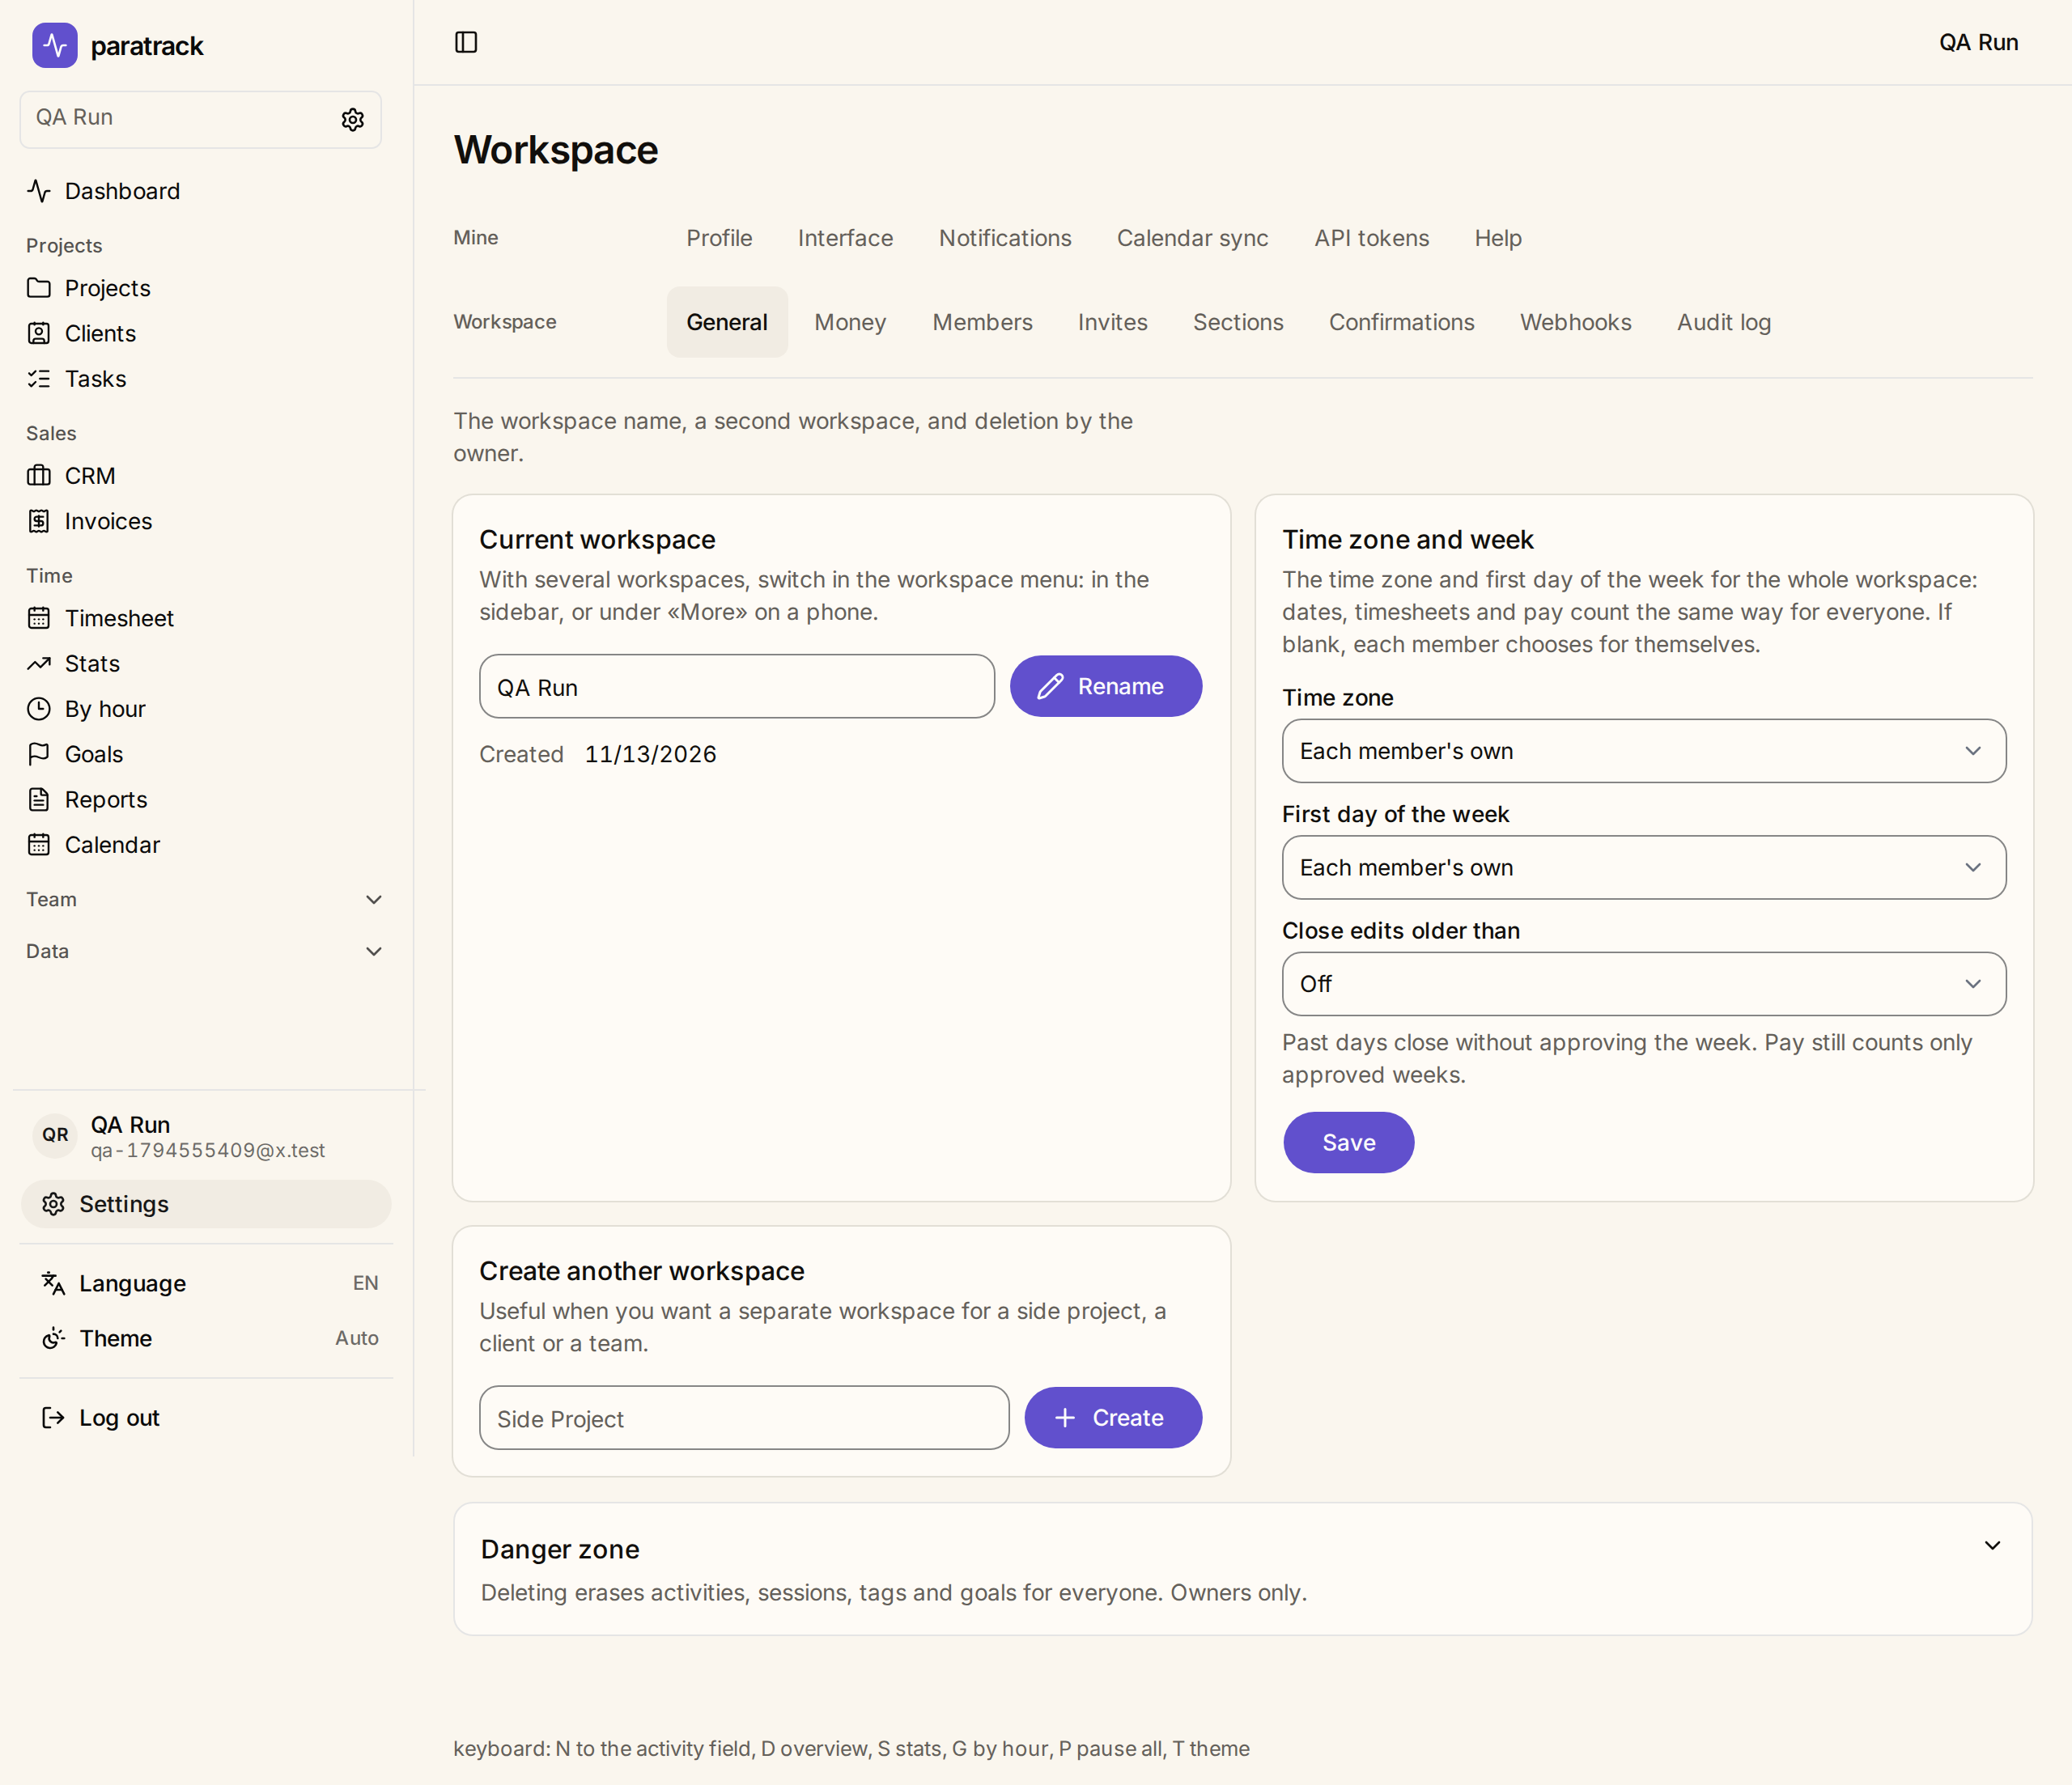 paratrack
QA Run
Dashboard
Projects
Projects
Clients
Tasks
Sales
CRM
Invoices
Time
Timesheet
Stats
By hour
Goals
Reports
Calendar
Team
Data
QR
QA Run
qa-1794555409@x.test
Settings
Language EN
Theme Auto
Log out
QA Run
Workspace
Mine Profile Interface Notifications Calendar sync API tokens Help
Workspace General Money Members Invites Sections Confirmations Webhooks Audit log
The workspace name, a second workspace, and deletion by the
owner.
Current workspace
With several workspaces, switch in the workspace menu: in the
sidebar, or under «More» on a phone.
QA Run
Rename
Created 11/13/2026
Time zone and week
The time zone and first day of the week for the whole workspace:
dates, timesheets and pay count the same way for everyone. If
blank, each member chooses for themselves.
Time zone
Each member's own
First day of the week
Each member's own
Close edits older than
Off
Past days close without approving the week. Pay still counts only
approved weeks.
Save
Create another workspace
Useful when you want a separate workspace for a side project, a
client or a team.
Side Project
Create
Danger zone
Deleting erases activities, sessions, tags and goals for everyone. Owners only.
keyboard: N to the activity field, D overview, S stats, G by hour, P pause all, T theme